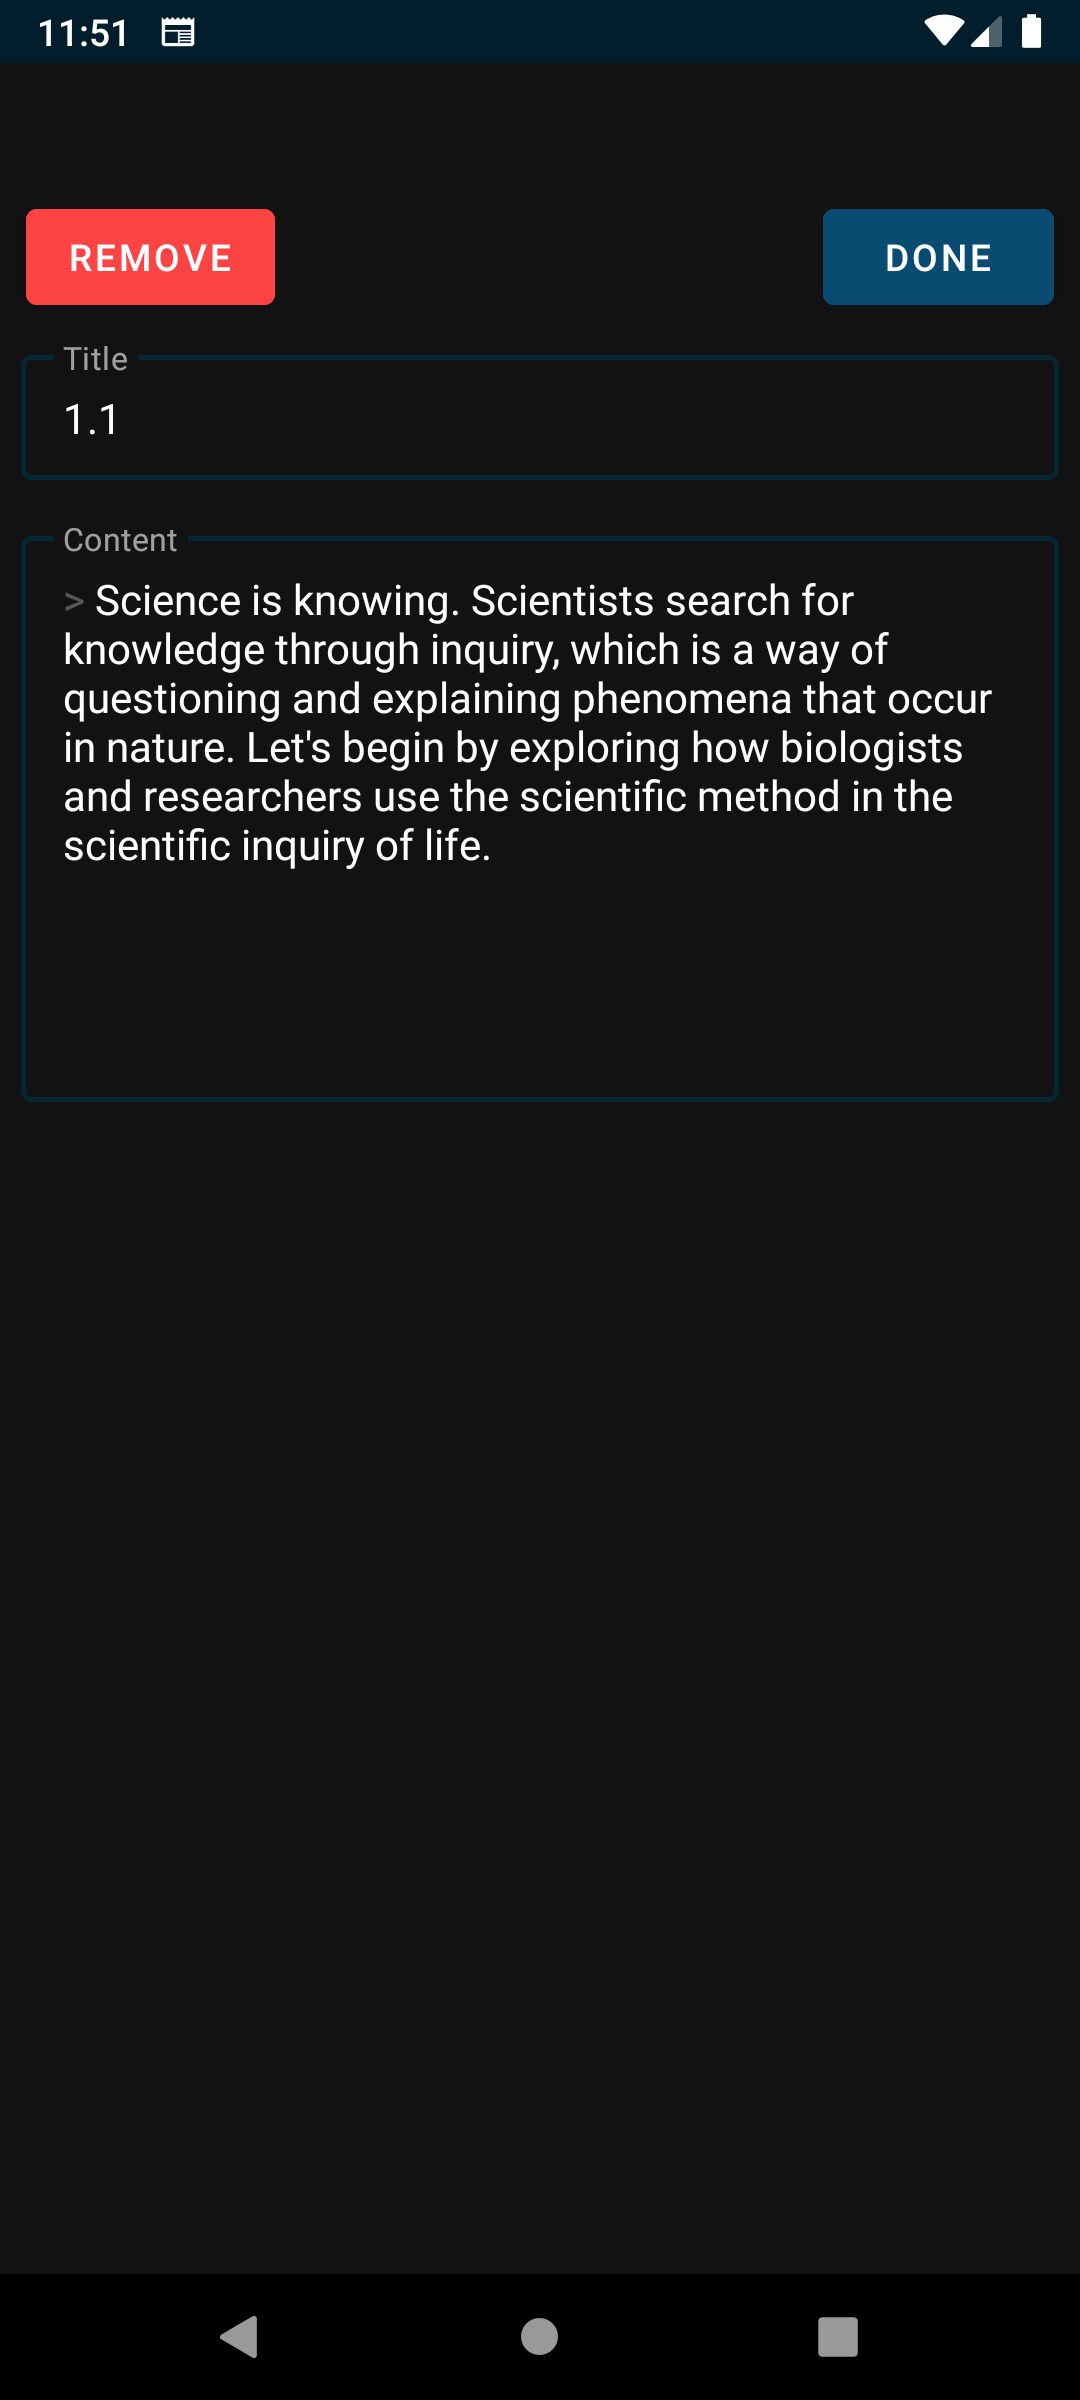 11:51
REMOVE
DONE
Title
1.1
Content
> Science is knowing. Scientists search for
knowledge through inquiry, which is a way of
questioning and explaining phenomena that occur
in nature. Let's begin by exploring how biologists
and researchers use the scientific method in the
scientific inquiry of life.